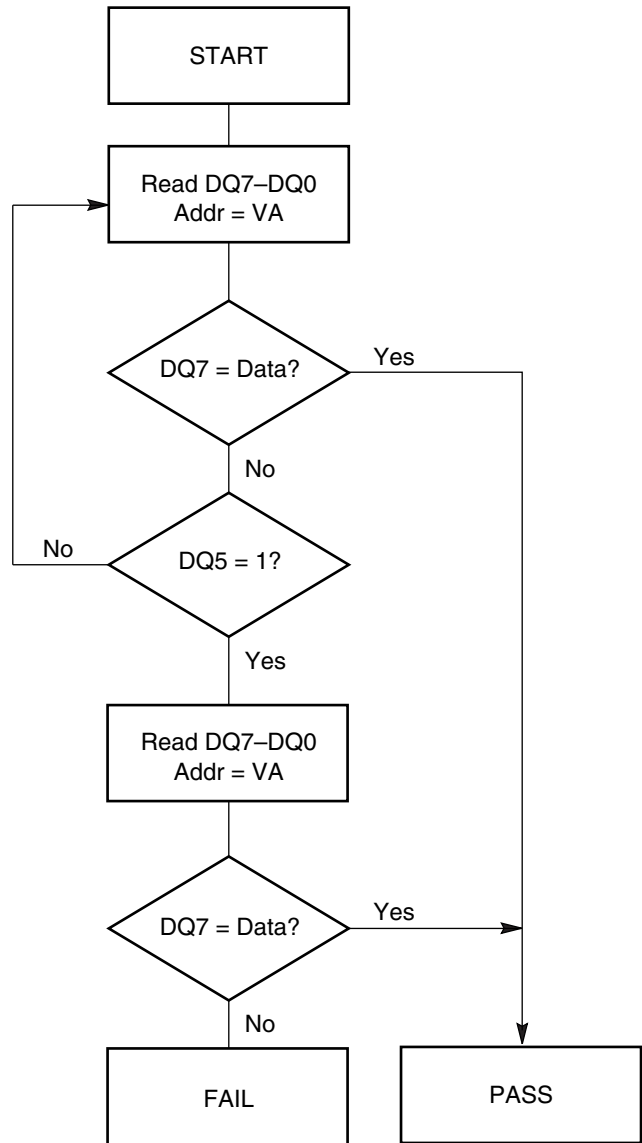 START
Read DQ7–DQ0
Addr = VA
DQ7 = Data?
Yes
No
No
DQ5 = 1?
Yes
Read DQ7–DQ0
Addr = VA
DQ7 = Data?
Yes
No
FAIL
PASS